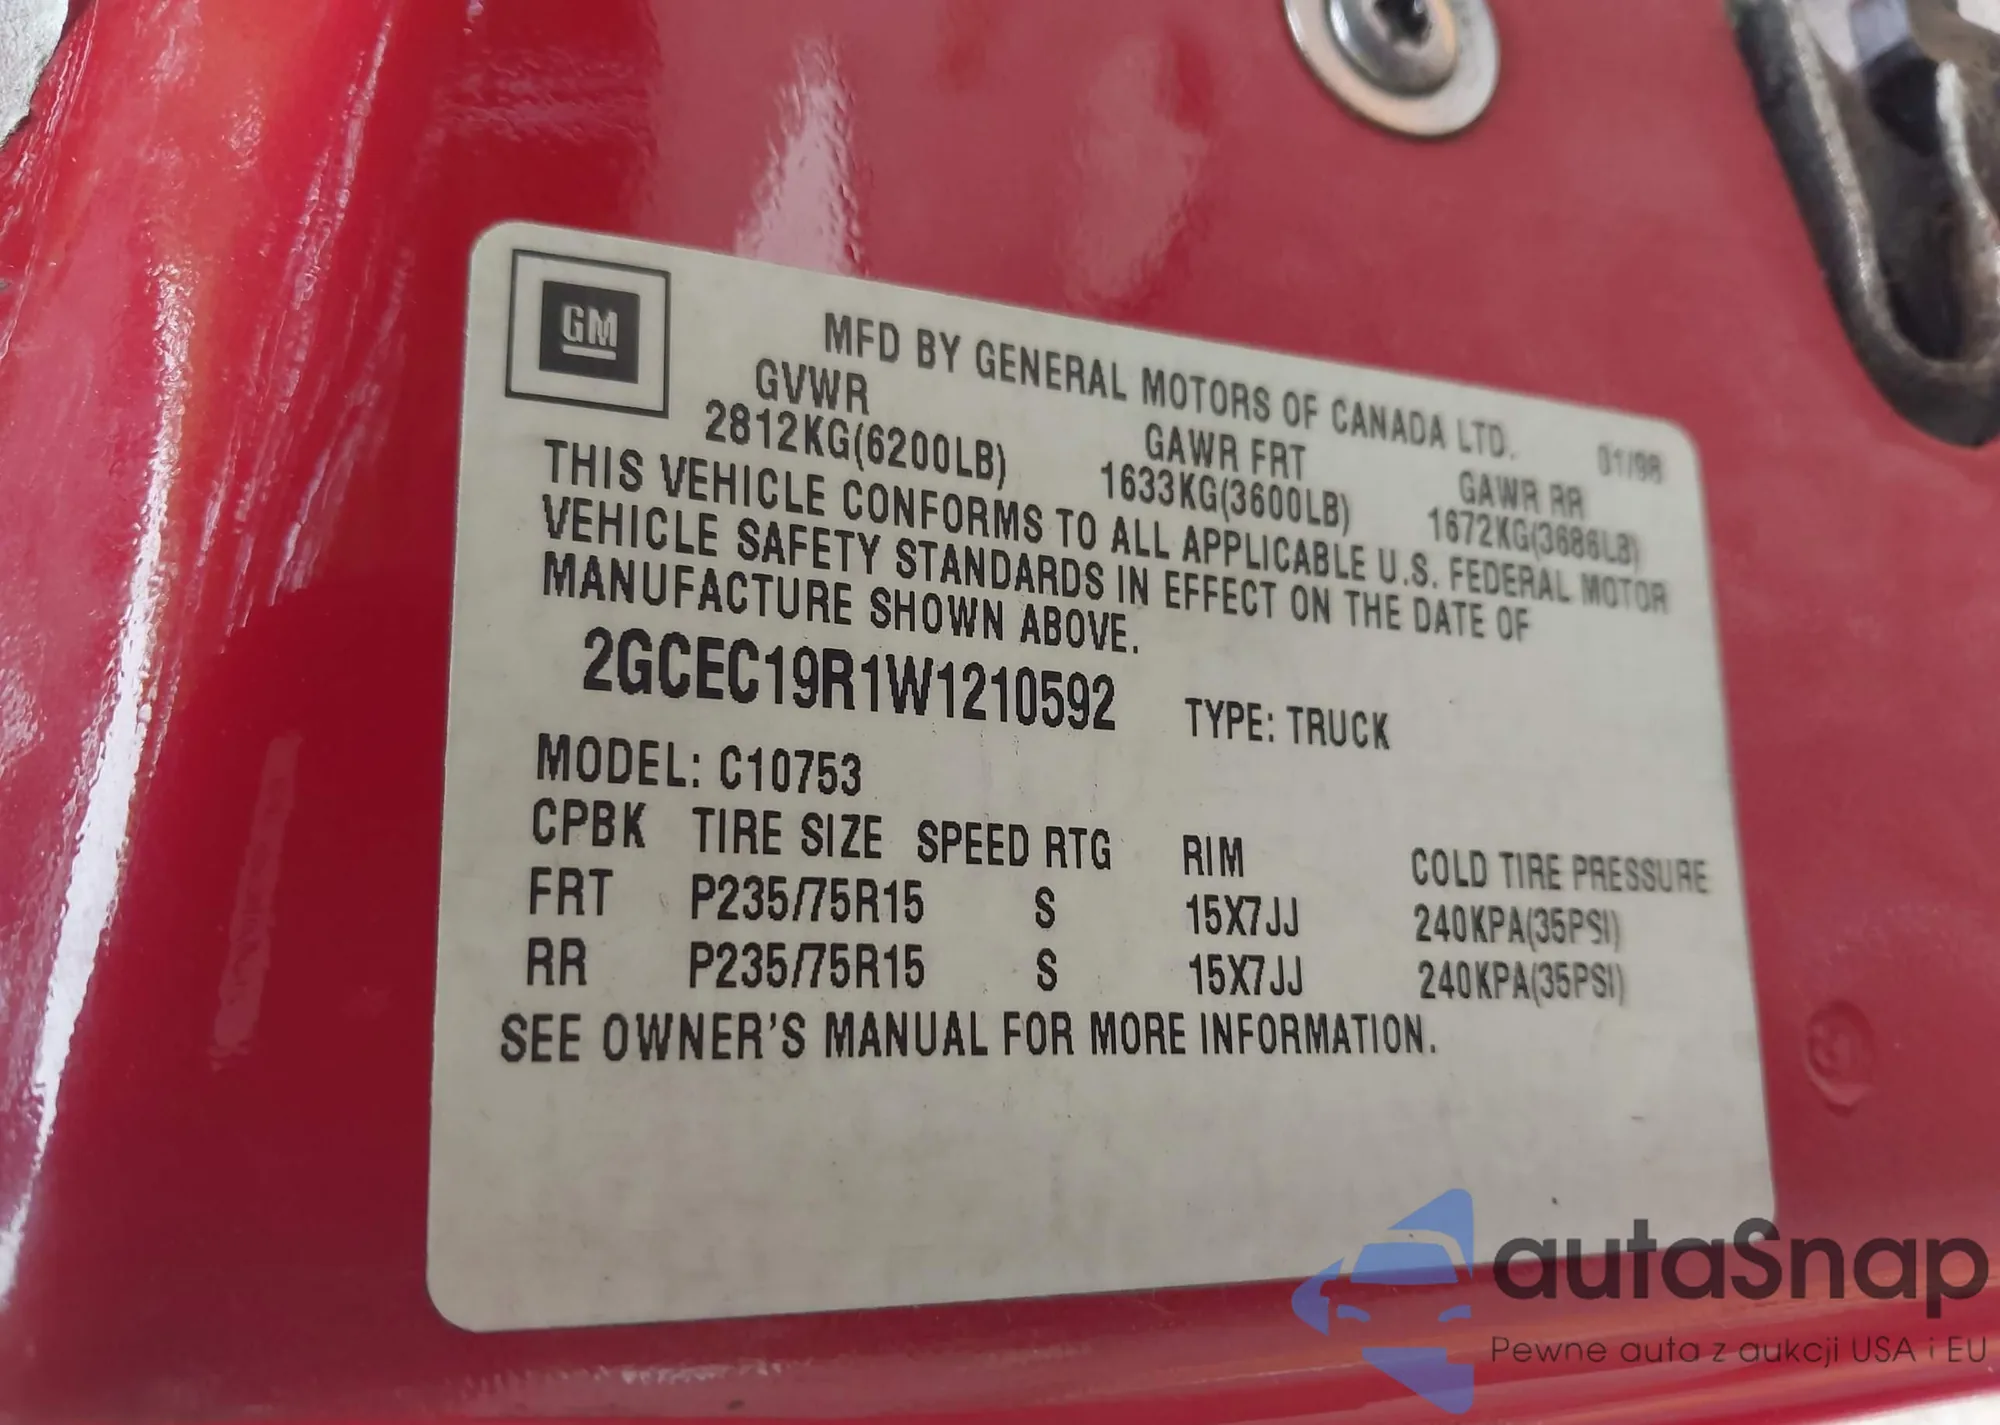 GM
MFD BY GENERAL MOTORS OF CANADA LTD.
01/98
GVWR GAWR FRT GAWR RR
2812KG(6200LB) 1633KG(3600LB) 1672KG(3686LB)
THIS VEHICLE CONFORMS TO ALL APPLICABLE U.S. FEDERAL MOTOR
VEHICLE SAFETY STANDARDS IN EFFECT ON THE DATE OF
MANUFACTURE SHOWN ABOVE.
2GCEC19R1W1210592 TYPE: TRUCK
MODEL: C10753
CPBK TIRE SIZE SPEED RTG RIM COLD TIRE PRESSURE
FRT P235/75R15 S 15X7JJ 240KPA(35PSI)
RR P235/75R15 S 15X7JJ 240KPA(35PSI)
SEE OWNER'S MANUAL FOR MORE INFORMATION.
autaSnap
Pewne auta z aukcji USA i EU